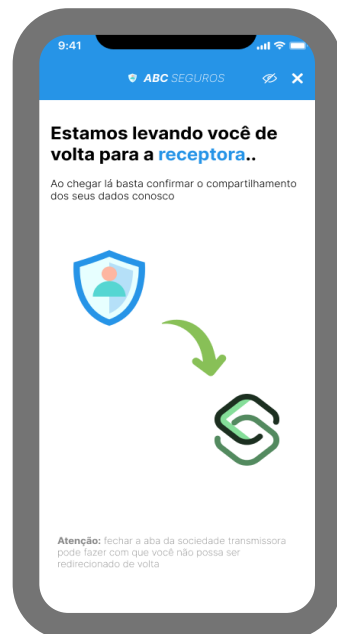 9:41
ABC SEGUROS
Estamos levando você de
volta para a receptora..
Ao chegar lá basta confirmar o compartilhamento
dos seus dados conosco
Atenção: fechar a aba da sociedade transmissora
pode fazer com que você não possa ser
redirecionado de volta